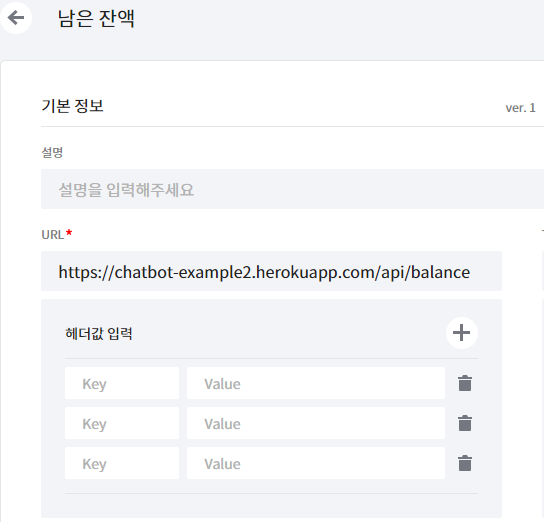 남은 잔액
기본 정보
ver. 1
설명
설명을 입력해주세요
URL*
https://chatbot-example2.herokuapp.com/api/balance
헤더값 입력
Key Value
Key Value
Key Value